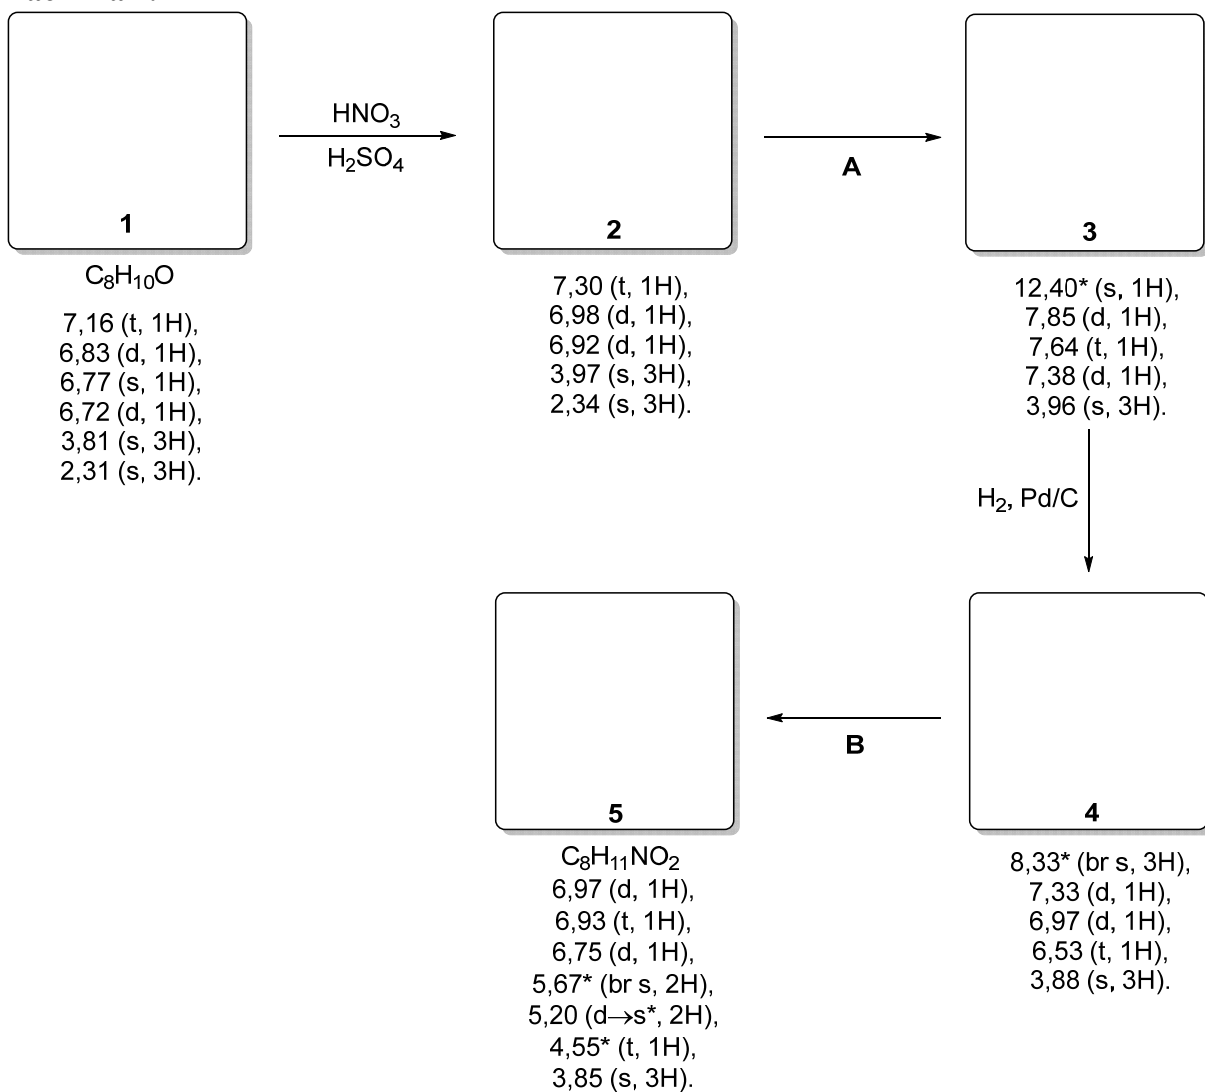 HNO3
H2SO4
A
1
2
3
C8H10O
7,16 (t, 1H),
6,83 (d, 1H),
6,77 (s, 1H),
6,72 (d, 1H),
3,81 (s, 3H),
2,31 (s, 3H).
7,30 (t, 1H),
6,98 (d, 1H),
6,92 (d, 1H),
3,97 (s, 3H),
2,34 (s, 3H).
12,40* (s, 1H),
7,85 (d, 1H),
7,64 (t, 1H),
7,38 (d, 1H),
3,96 (s, 3H).
H2, Pd/C
B
5
4
C8H11NO2
6,97 (d, 1H),
6,93 (t, 1H),
6,75 (d, 1H),
5,67* (br s, 2H),
5,20 (d→s*, 2H),
4,55* (t, 1H),
3,85 (s, 3H).
8,33* (br s, 3H),
7,33 (d, 1H),
6,97 (d, 1H),
6,53 (t, 1H),
3,88 (s, 3H).